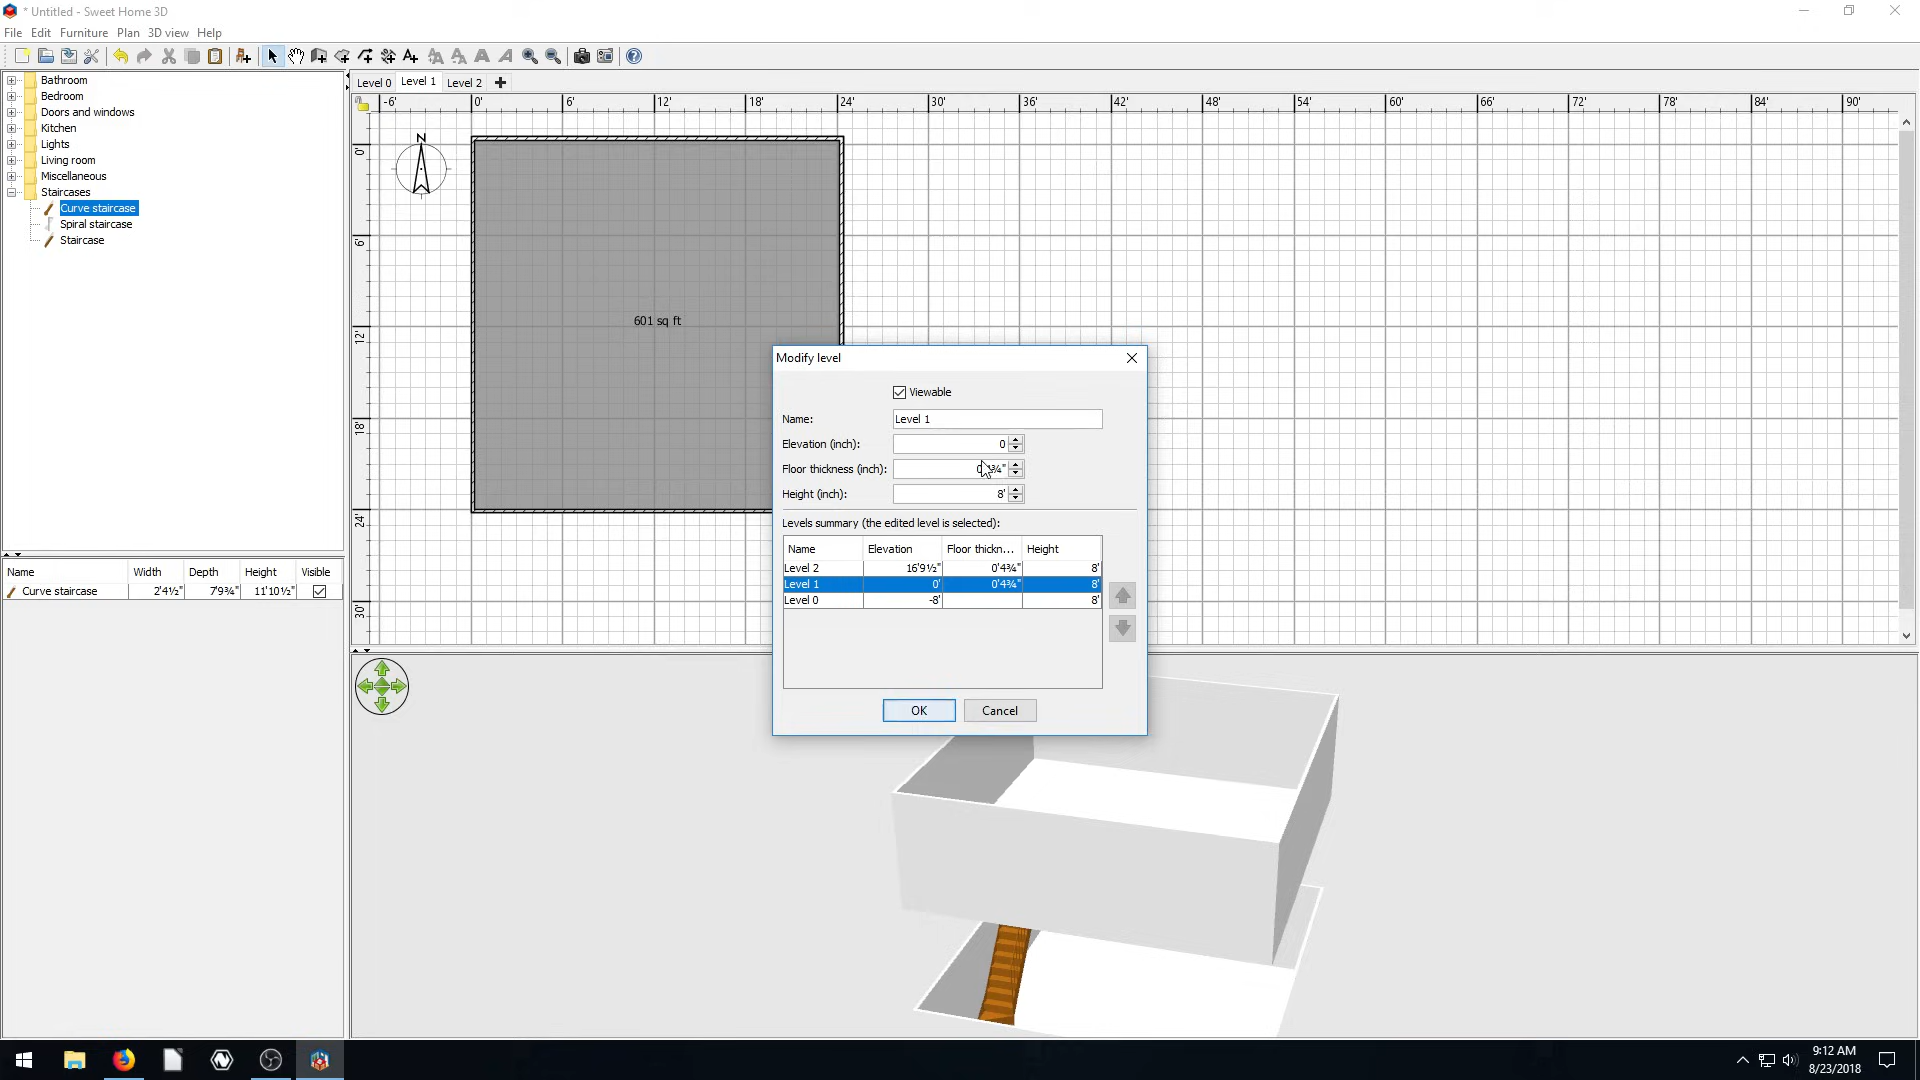 * Untitled - Sweet Home 3D
File Edit Furniture Plan 3D view Help
Bathroom
Bedroom
Doors and windows
Kitchen
Lights
Living room
Miscellaneous
Staircases
Curve staircase
Spiral staircase
Staircase
Name Width Depth Height Visible
Curve staircase 2'4½" 7'9¾" 11'10½"
Level 0 Level 1 Level 2
-6' 0' 6' 12' 18' 24' 30' 36' 42' 48' 54' 60' 66' 72' 78' 84' 90'
0'
6'
12'
18'
24'
30'
N
601 sq ft
Modify level
Viewable
Name: Level 1
Elevation (inch): 0
Floor thickness (inch):
Height (inch): 8'
Levels summary (the edited level is selected):
Name Elevation Floor thickn... Height
Level 2 16'9½" 0'4¾" 8'
Level 1 0' 0'4¾" 8'
Level 0 -8' 8'
OK Cancel
9:12 AM
8/23/2018